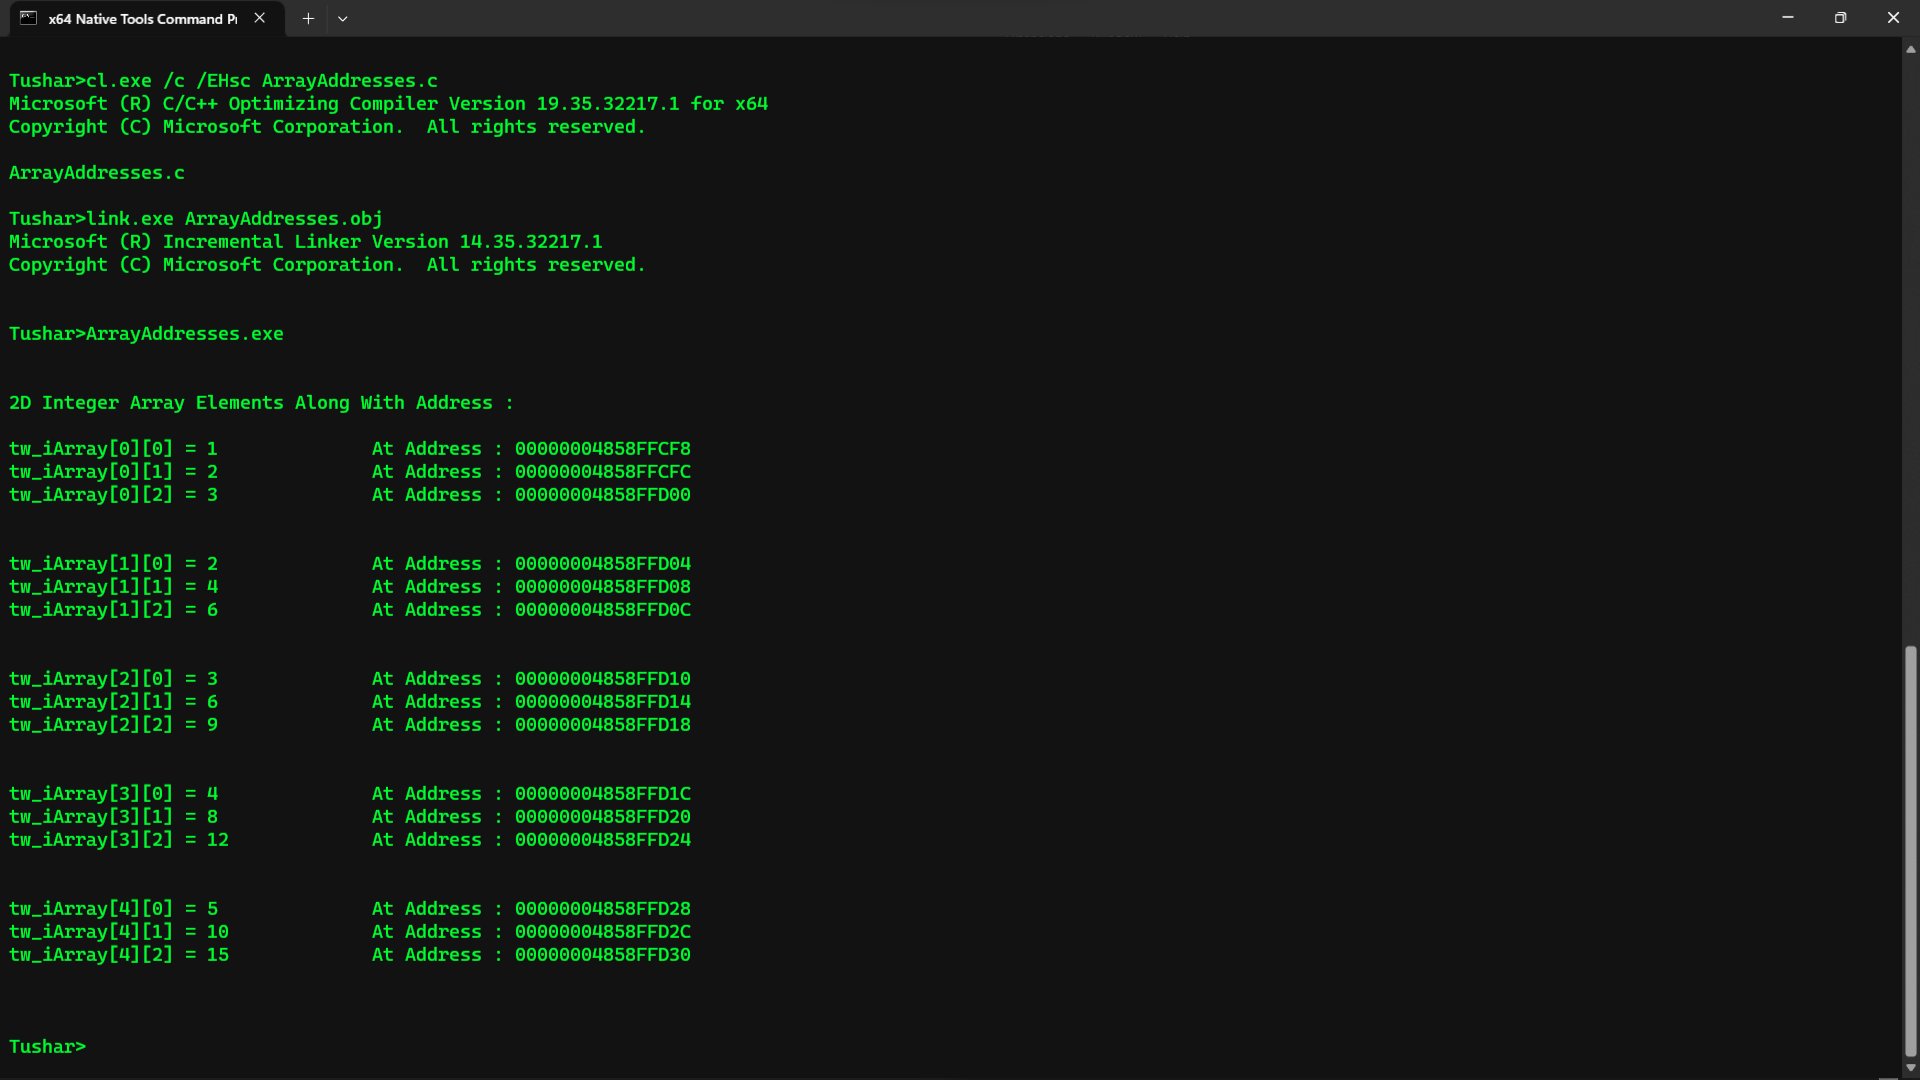 x64 Native Tools Command Pr
Tushar>cl.exe /c /EHsc ArrayAddresses.c
Microsoft (R) C/C++ Optimizing Compiler Version 19.35.32217.1 for x64
Copyright (C) Microsoft Corporation.  All rights reserved.
ArrayAddresses.c
Tushar>link.exe ArrayAddresses.obj
Microsoft (R) Incremental Linker Version 14.35.32217.1
Copyright (C) Microsoft Corporation.  All rights reserved.
Tushar>ArrayAddresses.exe
2D Integer Array Elements Along With Address :
tw_iArray[0][0] = 1              At Address : 00000004858FFCF8
tw_iArray[0][1] = 2              At Address : 00000004858FFCFC
tw_iArray[0][2] = 3              At Address : 00000004858FFD00
tw_iArray[1][0] = 2              At Address : 00000004858FFD04
tw_iArray[1][1] = 4              At Address : 00000004858FFD08
tw_iArray[1][2] = 6              At Address : 00000004858FFD0C
tw_iArray[2][0] = 3              At Address : 00000004858FFD10
tw_iArray[2][1] = 6              At Address : 00000004858FFD14
tw_iArray[2][2] = 9              At Address : 00000004858FFD18
tw_iArray[3][0] = 4              At Address : 00000004858FFD1C
tw_iArray[3][1] = 8              At Address : 00000004858FFD20
tw_iArray[3][2] = 12             At Address : 00000004858FFD24
tw_iArray[4][0] = 5              At Address : 00000004858FFD28
tw_iArray[4][1] = 10             At Address : 00000004858FFD2C
tw_iArray[4][2] = 15             At Address : 00000004858FFD30
Tushar>